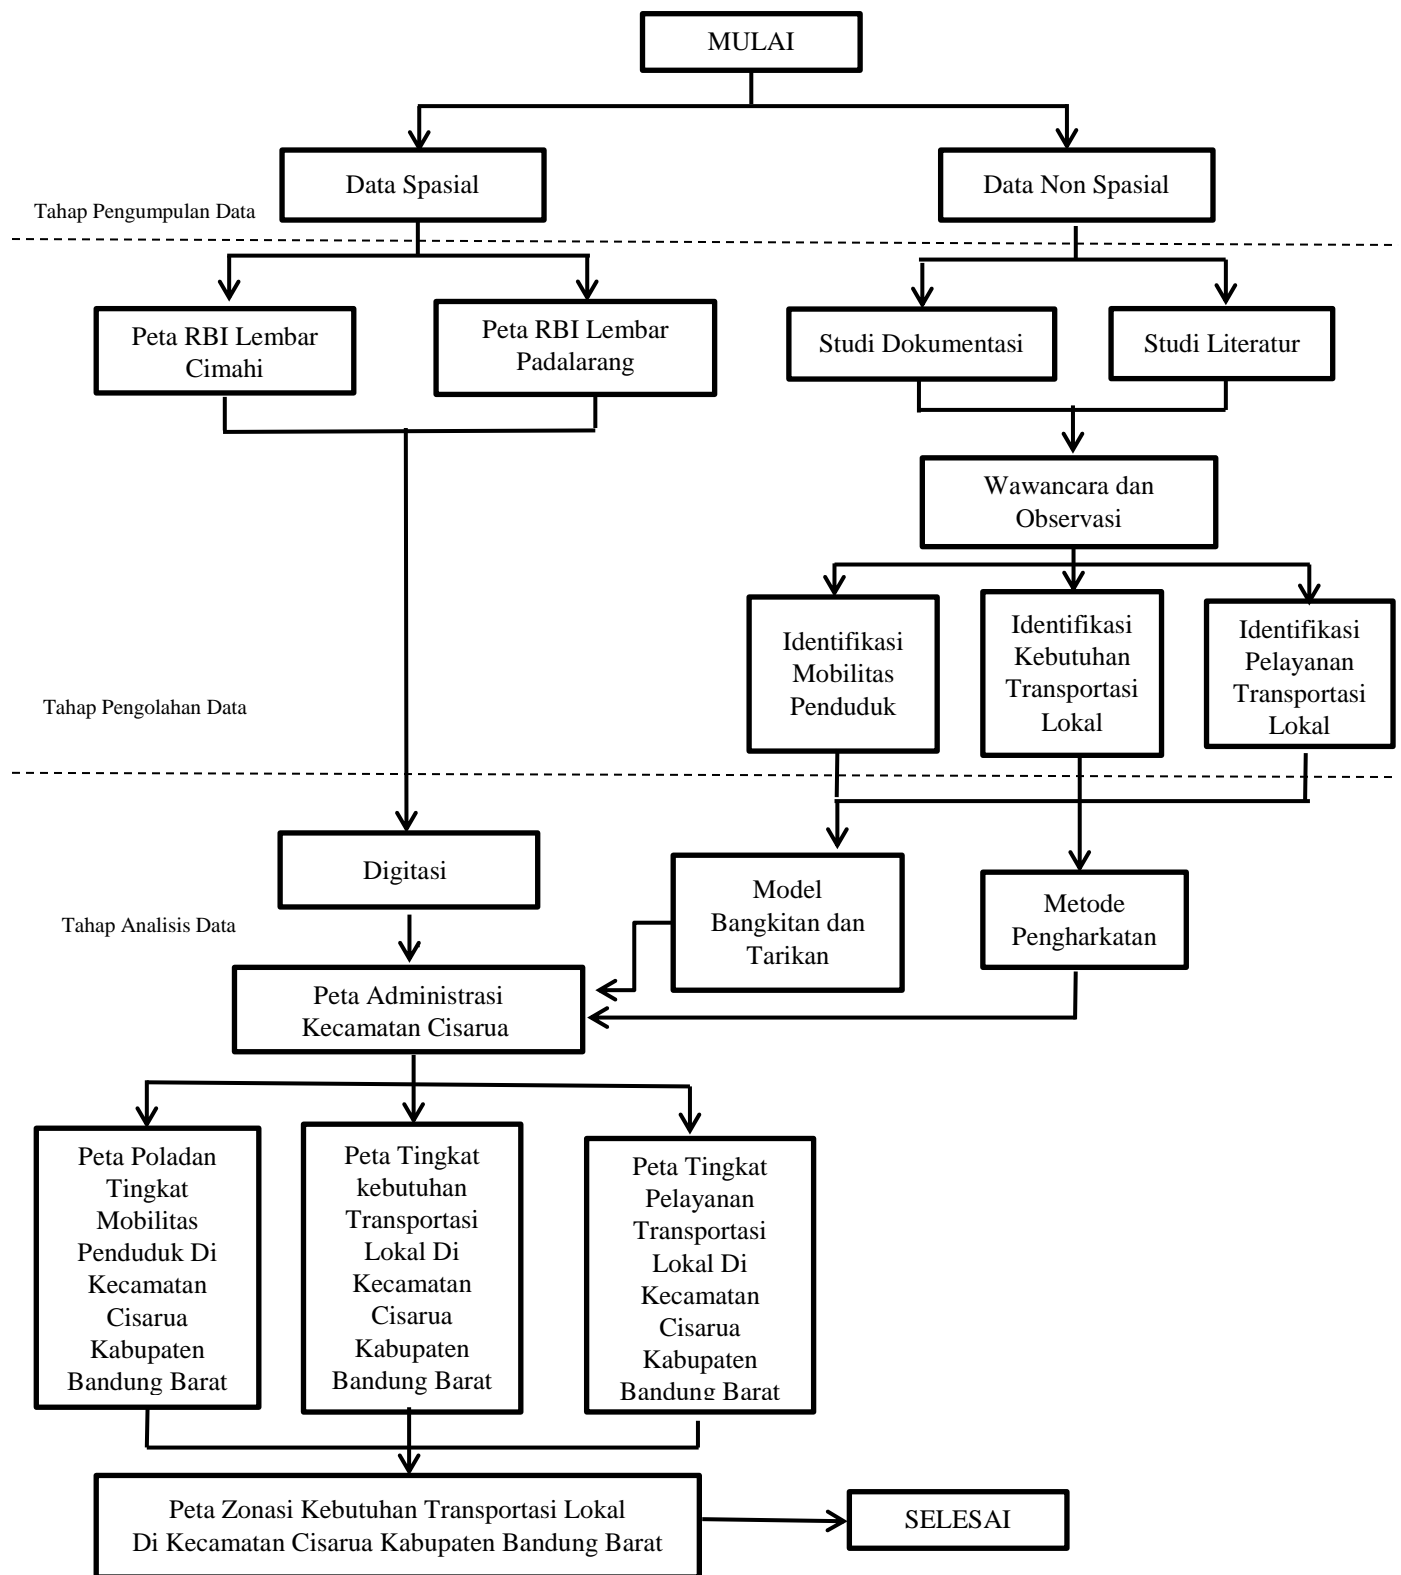 MULAI
Data Spasial
Data Non Spasial
Tahap Pengumpulan Data
Peta RBI Lembar
Cimahi
Peta RBI Lembar
Padalarang
Studi Dokumentasi
Studi Literatur
Wawancara dan
Observasi
Identifikasi
Mobilitas
Penduduk
Identifikasi
Kebutuhan
Transportasi
Lokal
Identifikasi
Pelayanan
Transportasi
Lokal
Tahap Pengolahan Data
Digitasi
Model
Bangkitan dan
Tarikan
Metode
Pengharkatan
Tahap Analisis Data
Peta Administrasi
Kecamatan Cisarua
Peta Poladan
Tingkat
Mobilitas
Penduduk Di
Kecamatan
Cisarua
Kabupaten
Bandung Barat
Peta Tingkat
kebutuhan
Transportasi
Lokal Di
Kecamatan
Cisarua
Kabupaten
Bandung Barat
Peta Tingkat
Pelayanan
Transportasi
Lokal Di
Kecamatan
Cisarua
Kabupaten
Bandung Barat
Peta Zonasi Kebutuhan Transportasi Lokal
Di Kecamatan Cisarua Kabupaten Bandung Barat
SELESAI